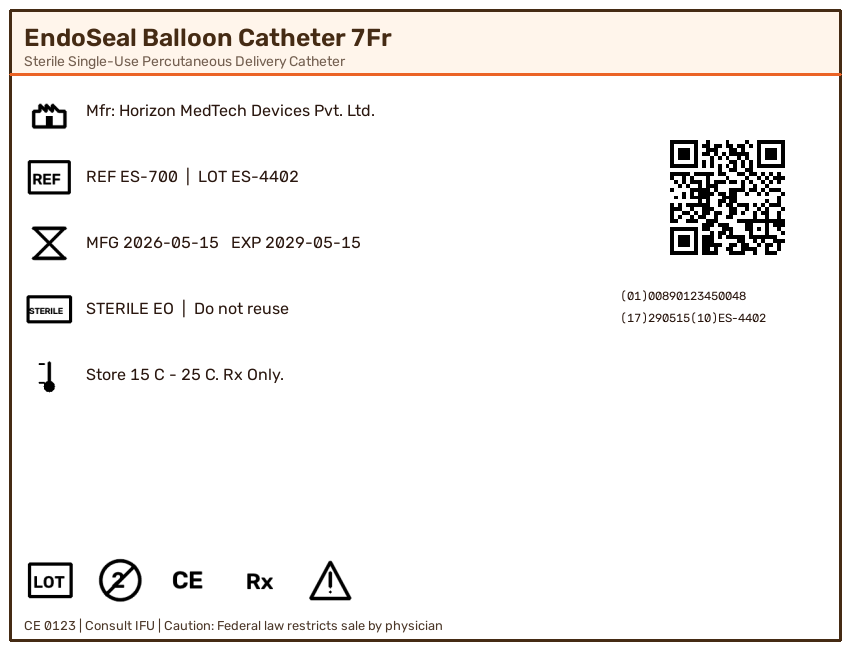 EndoSeal Balloon Catheter 7Fr
Sterile Single-Use Percutaneous Delivery Catheter
Mfr: Horizon MedTech Devices Pvt. Ltd.
REF REF ES-700 | LOT ES-4402
MFG 2026-05-15 EXP 2029-05-15
STERILE STERILE EO | Do not reuse
(01)00890123450048
(17)290515(10)ES-4402
Store 15 C - 25 C. Rx Only.
LOT 2 CE Rx !
CE 0123 | Consult IFU | Caution: Federal law restricts sale by physician